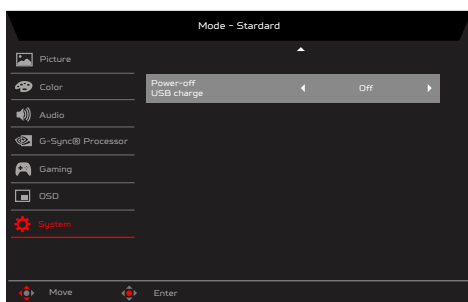 Mode - Stardard
Picture
Color
Power-off
USB charge
Off
Audio
G-Sync® Processor
Gaming
OSD
System
Move
Enter